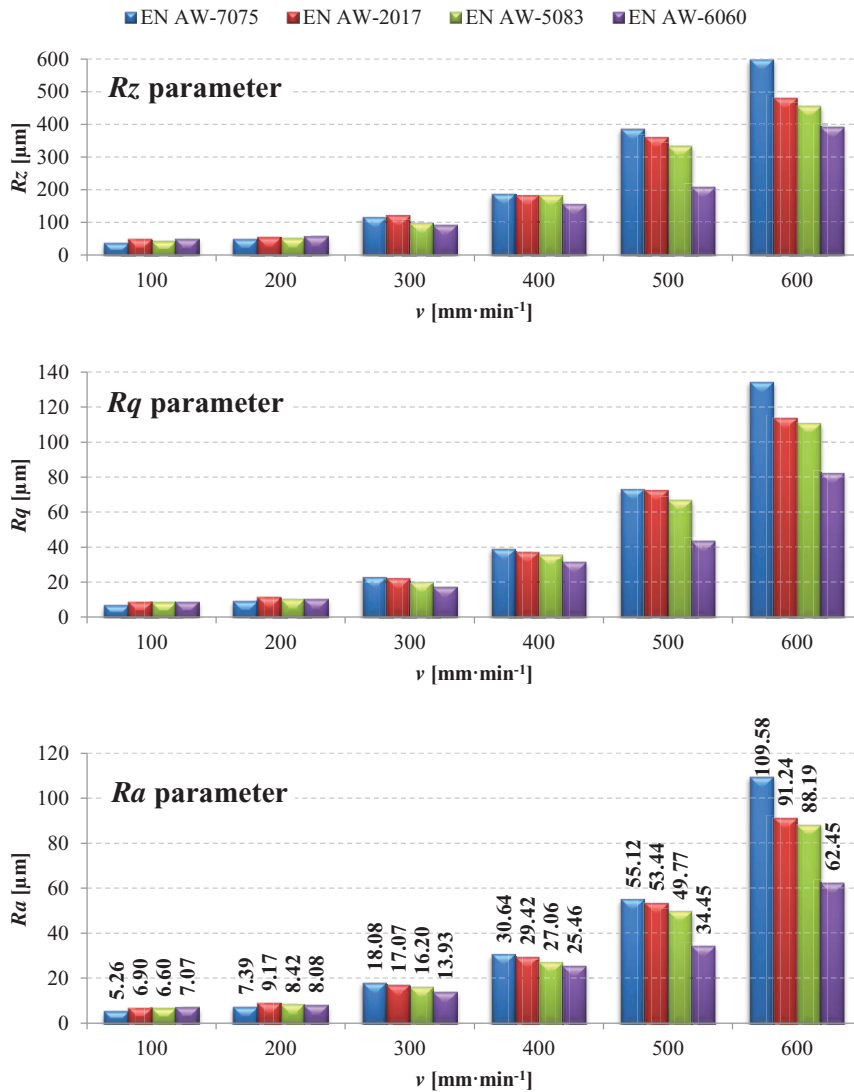 EN AW-7075 EN AW-2017 EN AW-5083 EN AW-6060
Rz parameter
Rz [µm]
600
500
400
300
200
100
0
100 200 300 400 500 600
v [mm·min⁻¹]
Rq parameter
Rq [µm]
140
120
100
80
60
40
20
0
100 200 300 400 500 600
v [mm·min⁻¹]
Ra parameter
Ra [µm]
120
100
80
60
40
20
0
5.26 6.90 6.60 7.07
7.39 9.17 8.42 8.08
18.08 17.07 16.20 13.93
30.64 29.42 27.06 25.46
55.12 53.44 49.77 34.45
109.58 91.24 88.19 62.45
100 200 300 400 500 600
v [mm·min⁻¹]